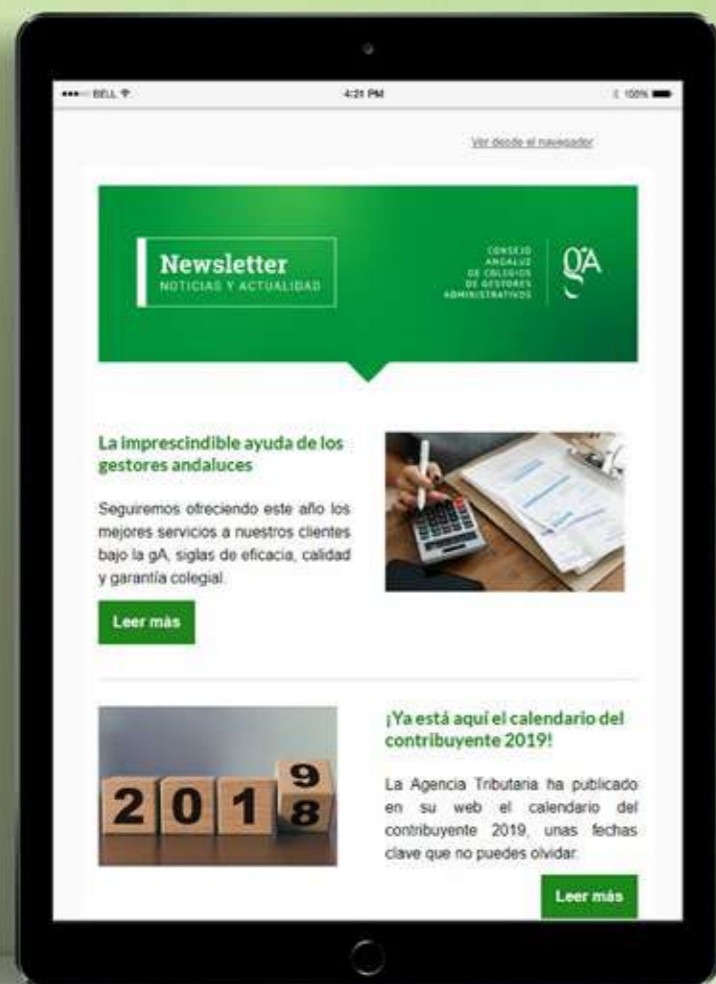 BELL
4:21 PM
100%
Ver desde el navegador
Newsletter
NOTICIAS Y ACTUALIDAD
CONSEJO
ANDALUZ
DE COLEGIOS
DE GESTORES
ADMINISTRATIVOS
gA
La imprescindible ayuda de los
gestores andaluces
Seguiremos ofreciendo este año los
mejores servicios a nuestros clientes
bajo la gA, siglas de eficacia, calidad
y garantía colegial.
Leer más
2019
8
¡Ya está aquí el calendario del
contribuyente 2019!
La Agencia Tributaria ha publicado
en su web el calendario del
contribuyente 2019, unas fechas
clave que no puedes olvidar.
Leer más